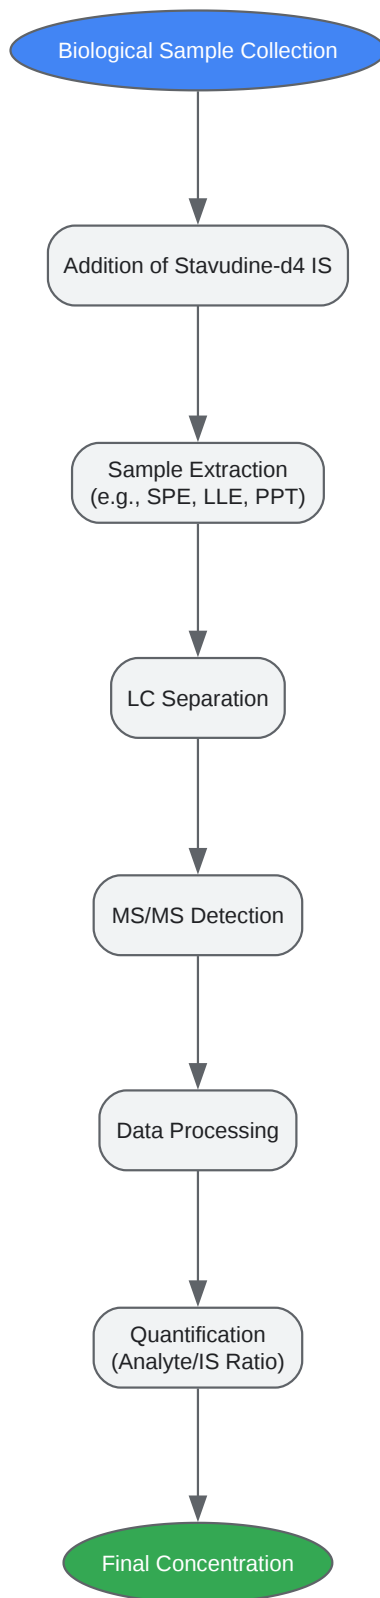 Biological Sample Collection
Addition of Stavudine-d4 IS
Sample Extraction
(e.g., SPE, LLE, PPT)
LC Separation
MS/MS Detection
Data Processing
Quantification
(Analyte/IS Ratio)
Final Concentration